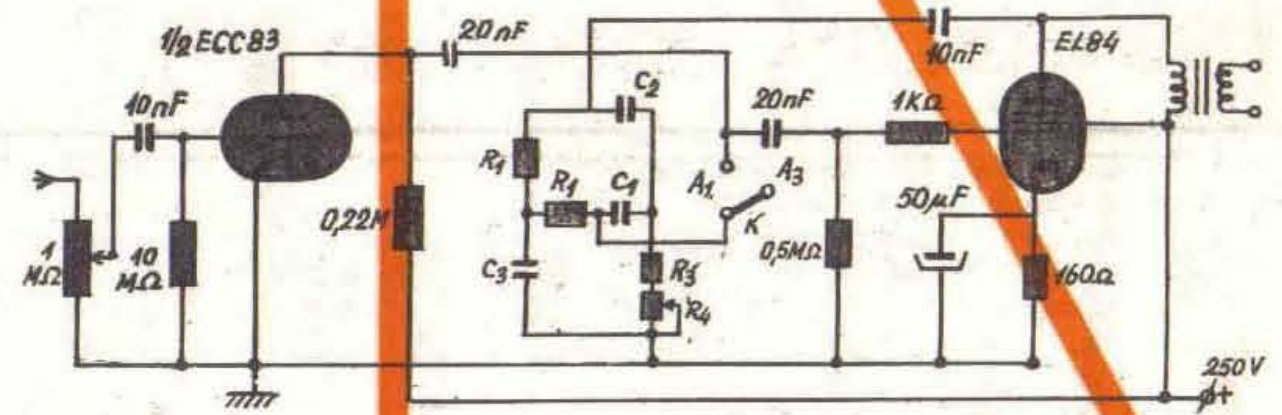 1/2 ECC83
20nF
10nF
EL84
10nF
C2
20nF
1KΩ
R1
R1
C1
A1
A3
K
50µF
1
MΩ
10
MΩ
0,22M
C3
R3
R4
0,5MΩ
160Ω
250V
+